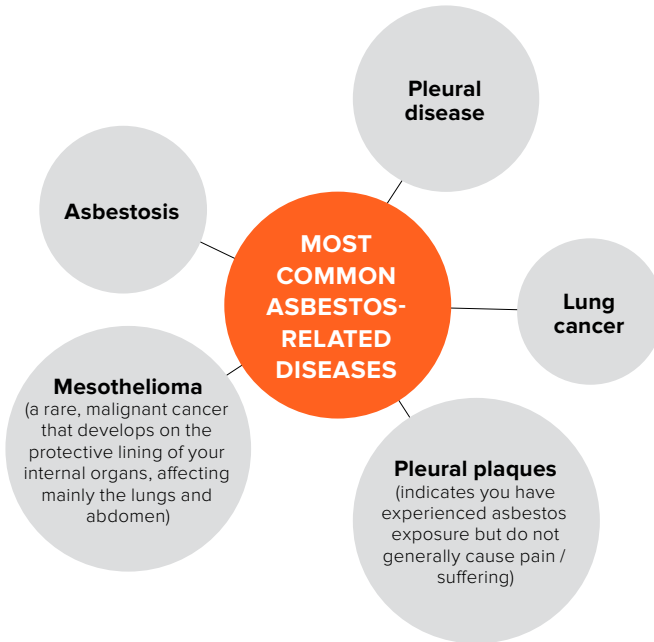 Pleural
disease
Asbestosis
MOST
COMMON
ASBESTOS-
RELATED
DISEASES
Lung
cancer
Mesothelioma
(a rare, malignant cancer
that develops on the
protective lining of your
internal organs, affecting
mainly the lungs and
abdomen)
Pleural plaques
(indicates you have
experienced asbestos
exposure but do not
generally cause pain /
suffering)